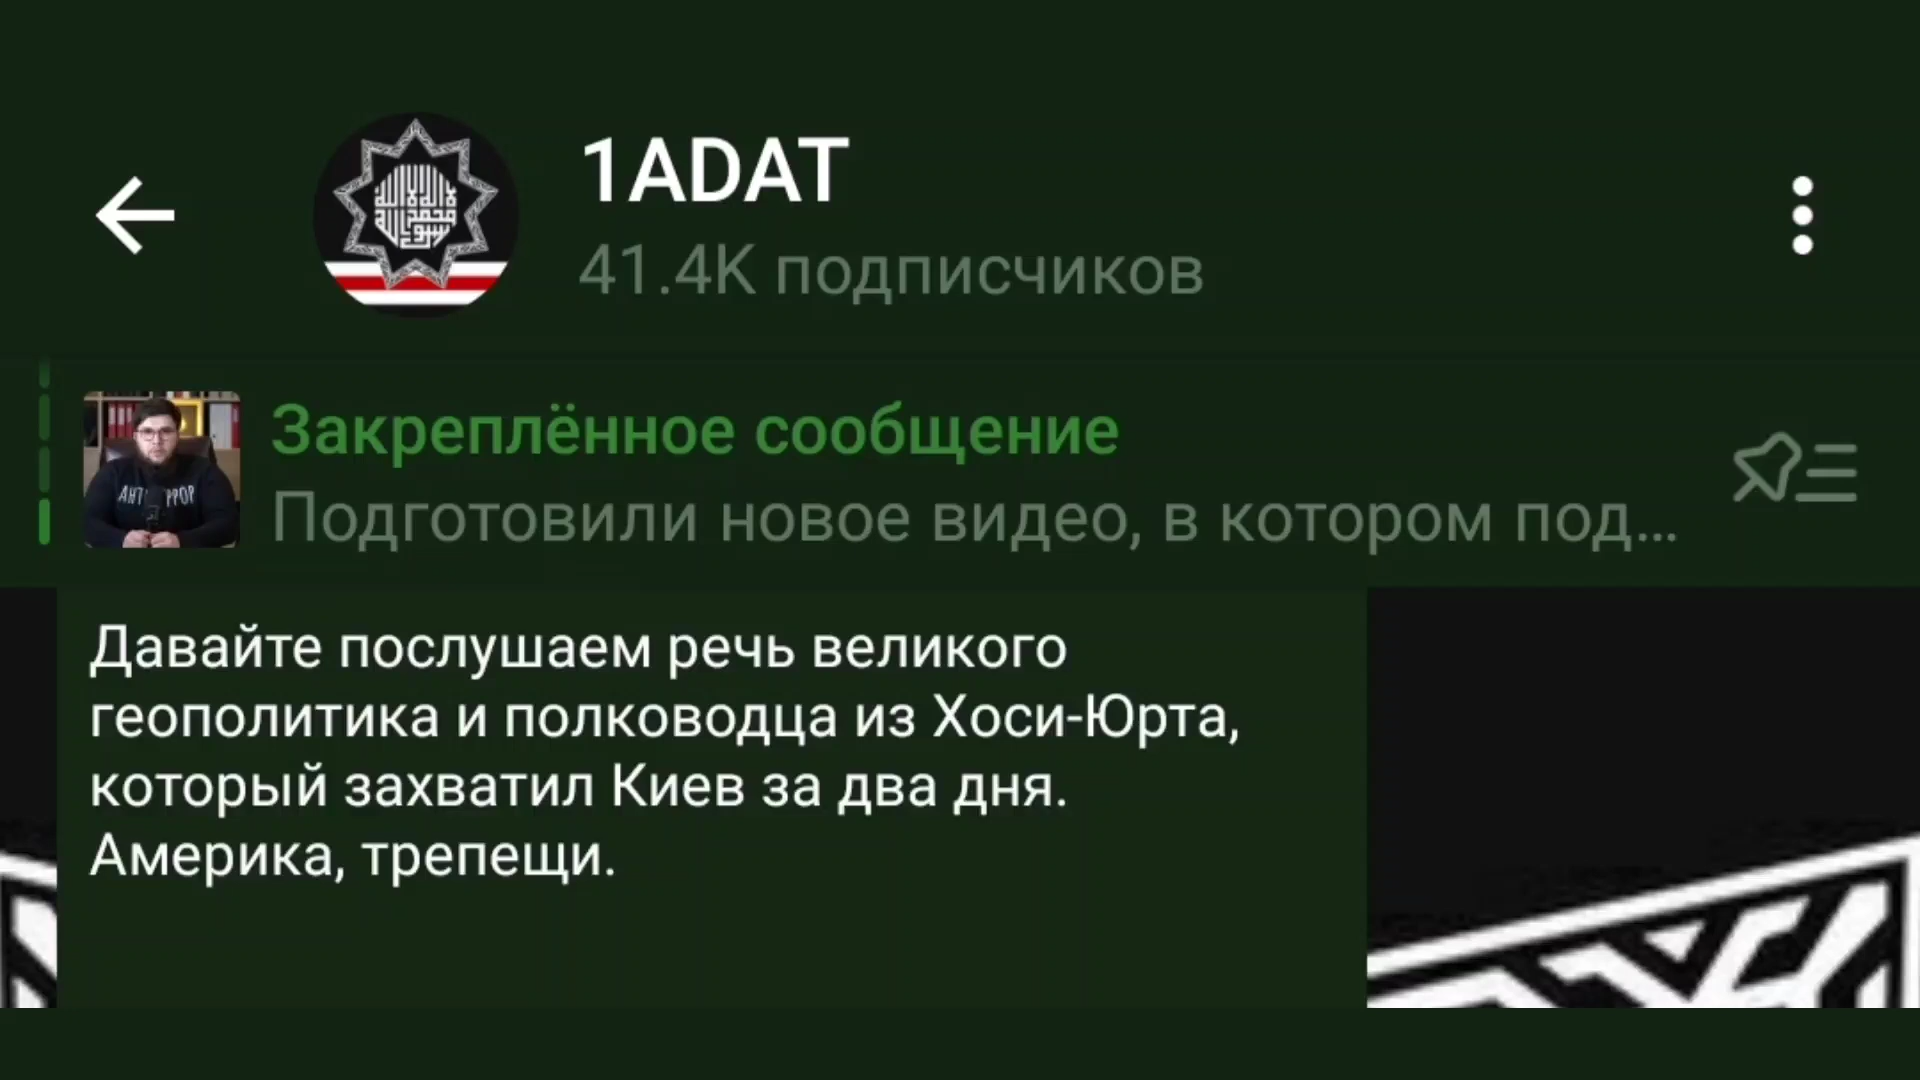 1ADAT
41.4K подписчиков
Закреплённое сообщение
Подготовили новое видео, в котором под...
Давайте послушаем речь великого
геополитика и полководца из Хоси-Юрта,
который захватил Киев за два дня.
Америка, трепещи.